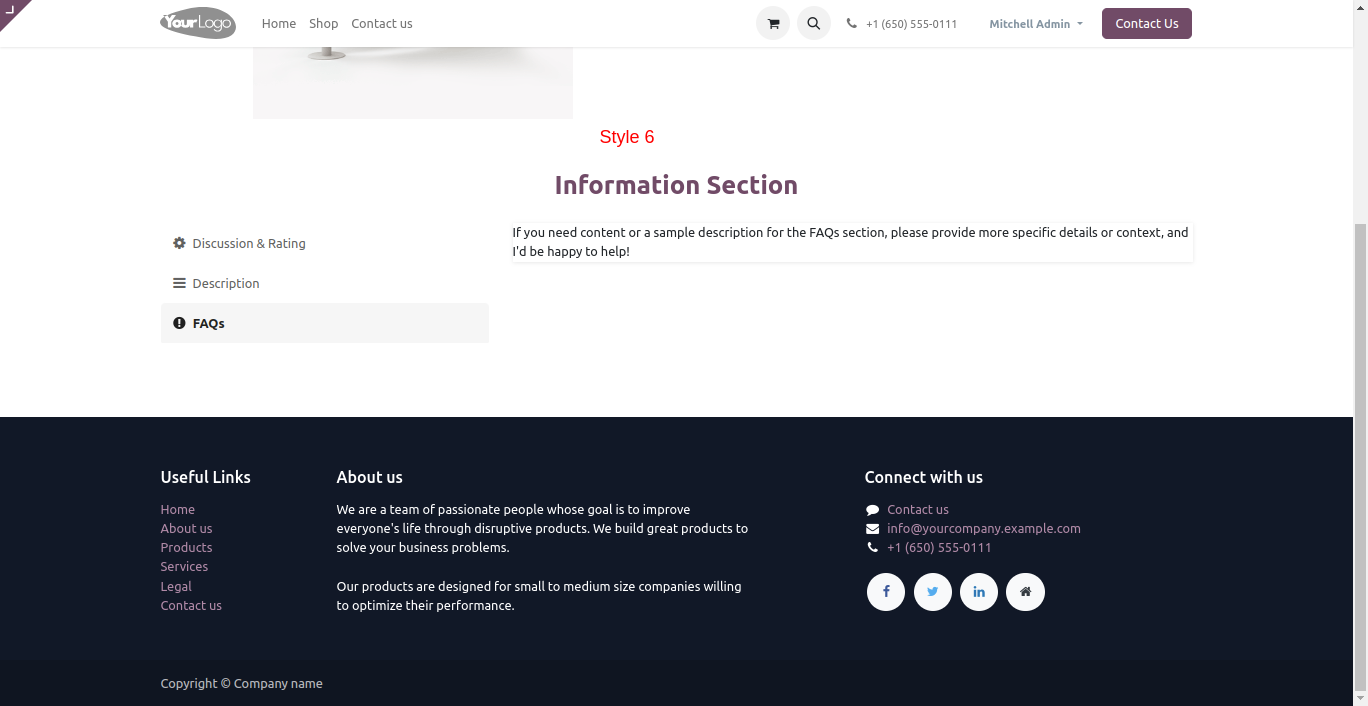 YourLogo
Home Shop Contact us
+1 (650) 555-0111
Mitchell Admin
Contact Us
Style 6
Information Section
Discussion & Rating
Description
FAQs
If you need content or a sample description for the FAQs section, please provide more specific details or context, and
I'd be happy to help!
Useful Links
Home
About us
Products
Services
Legal
Contact us
About us
We are a team of passionate people whose goal is to improve
everyone's life through disruptive products. We build great products to
solve your business problems.
Our products are designed for small to medium size companies willing
to optimize their performance.
Connect with us
Contact us
info@yourcompany.example.com
+1 (650) 555-0111
Copyright © Company name